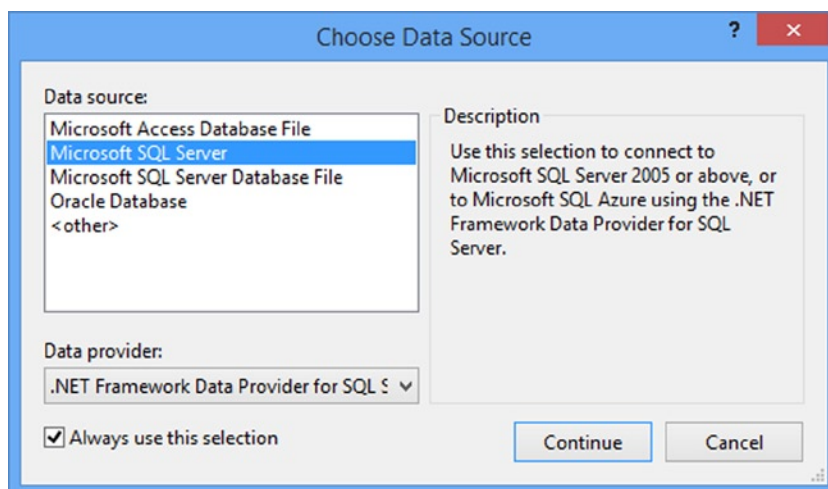 Choose Data Source
?
Data source:
Microsoft Access Database File
Microsoft SQL Server
Microsoft SQL Server Database File
Oracle Database
<other>
Description
Use this selection to connect to
Microsoft SQL Server 2005 or above, or
to Microsoft SQL Azure using the .NET
Framework Data Provider for SQL
Server.
Data provider:
.NET Framework Data Provider for SQL S
Always use this selection
Continue
Cancel